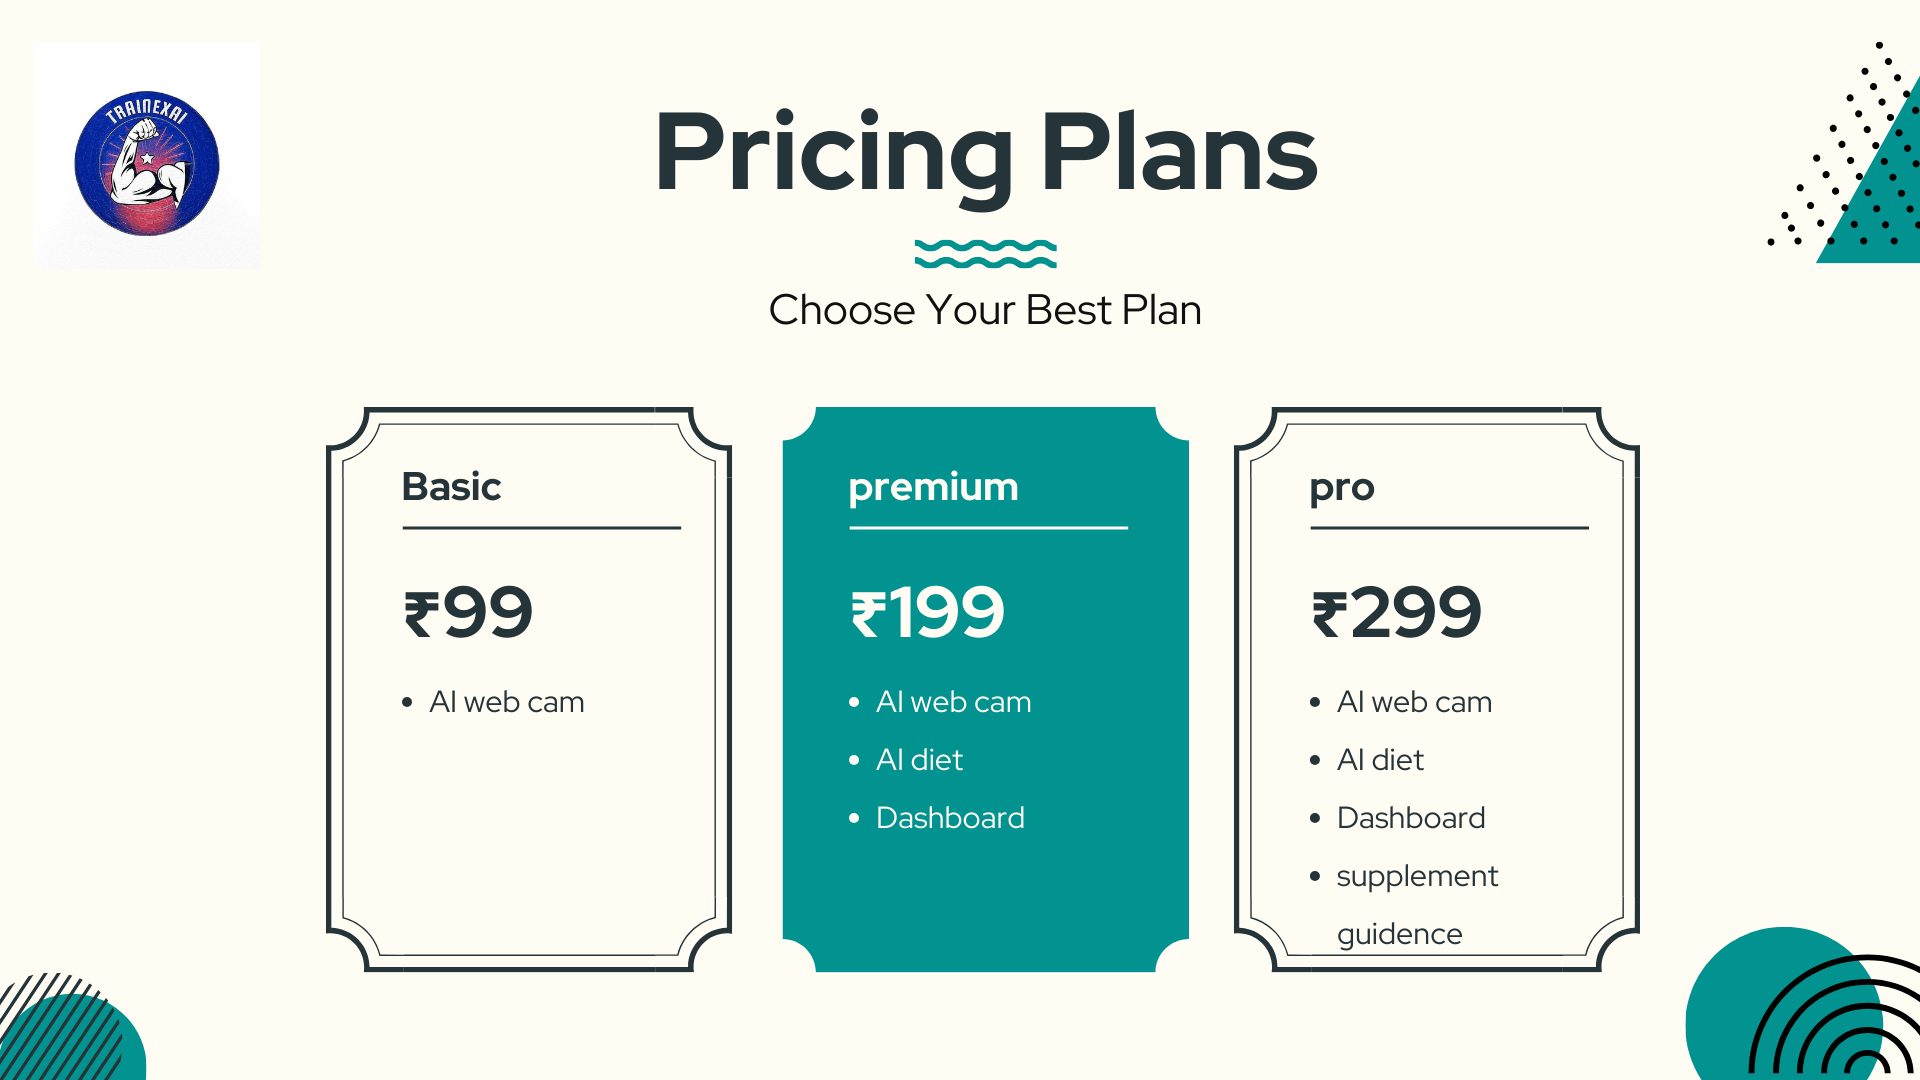 TRAINEXAI
Pricing Plans
Choose Your Best Plan
Basic
₹99
• AI web cam
premium
₹199
• AI web cam
• AI diet
• Dashboard
pro
₹299
• AI web cam
• AI diet
• Dashboard
• supplement
guidence